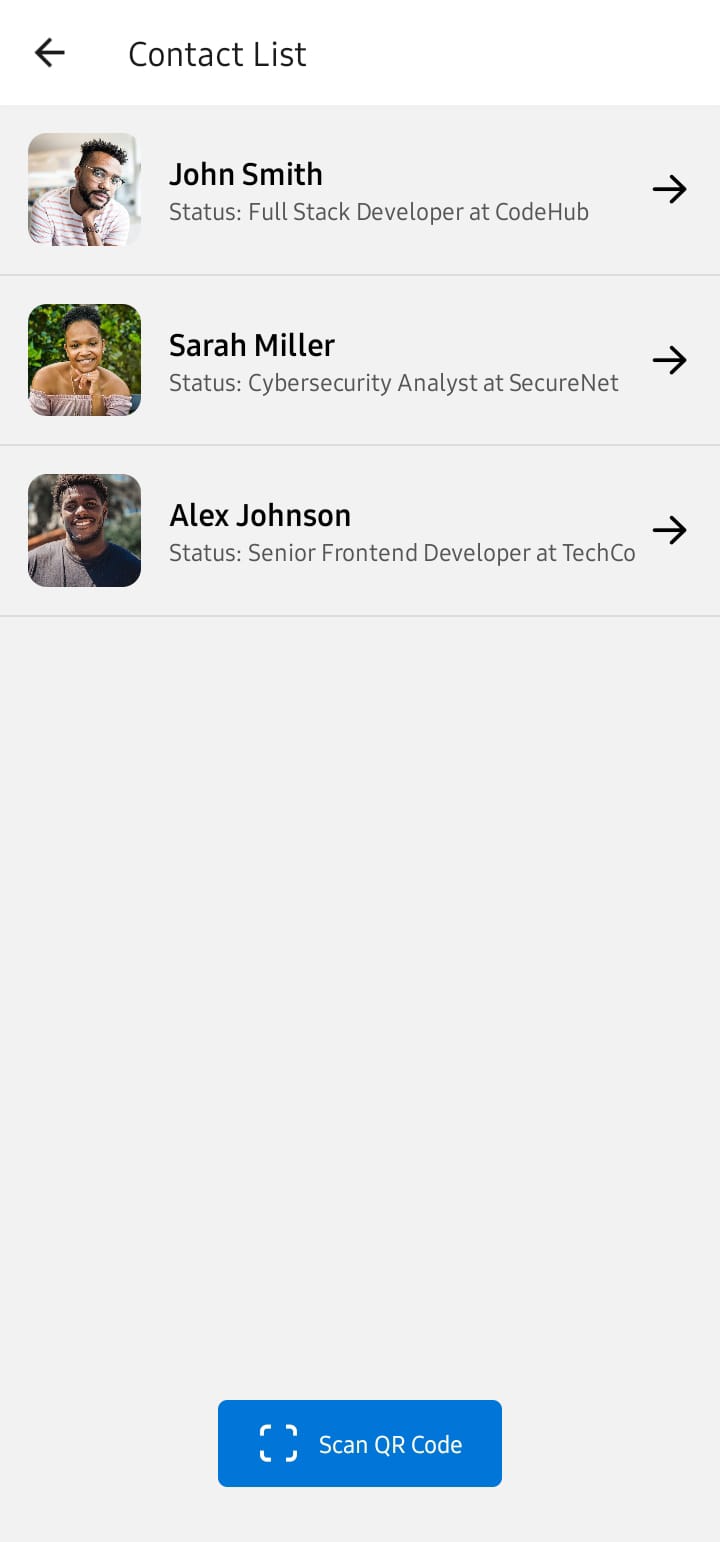 Contact List
John Smith
Status: Full Stack Developer at CodeHub
Sarah Miller
Status: Cybersecurity Analyst at SecureNet
Alex Johnson
Status: Senior Frontend Developer at TechCo
Scan QR Code